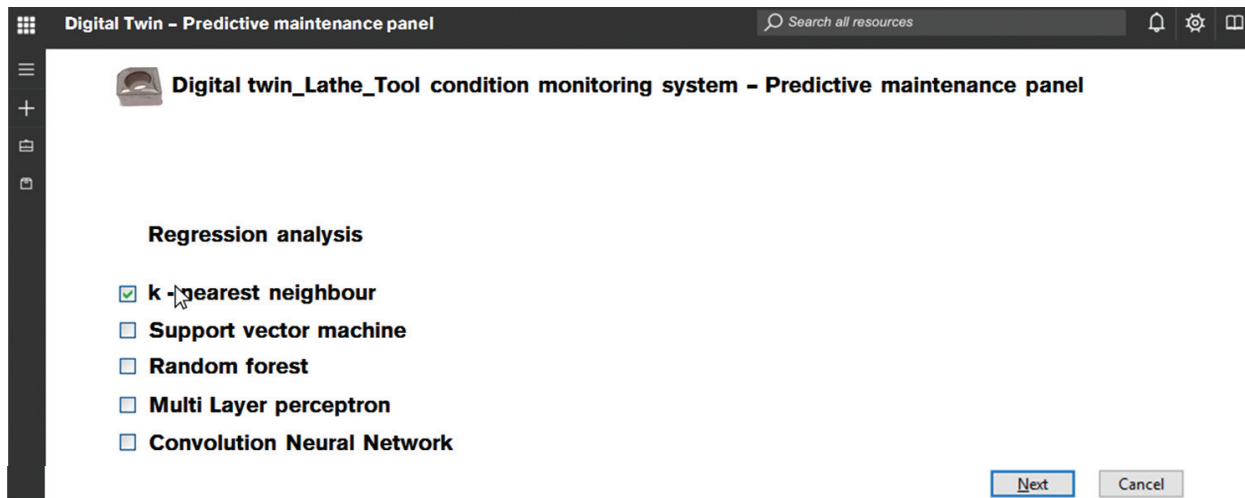 Digital Twin – Predictive maintenance panel
Search all resources
Digital twin_Lathe_Tool condition monitoring system – Predictive maintenance panel
Regression analysis
k - nearest neighbour
Support vector machine
Random forest
Multi Layer perceptron
Convolution Neural Network
Next
Cancel